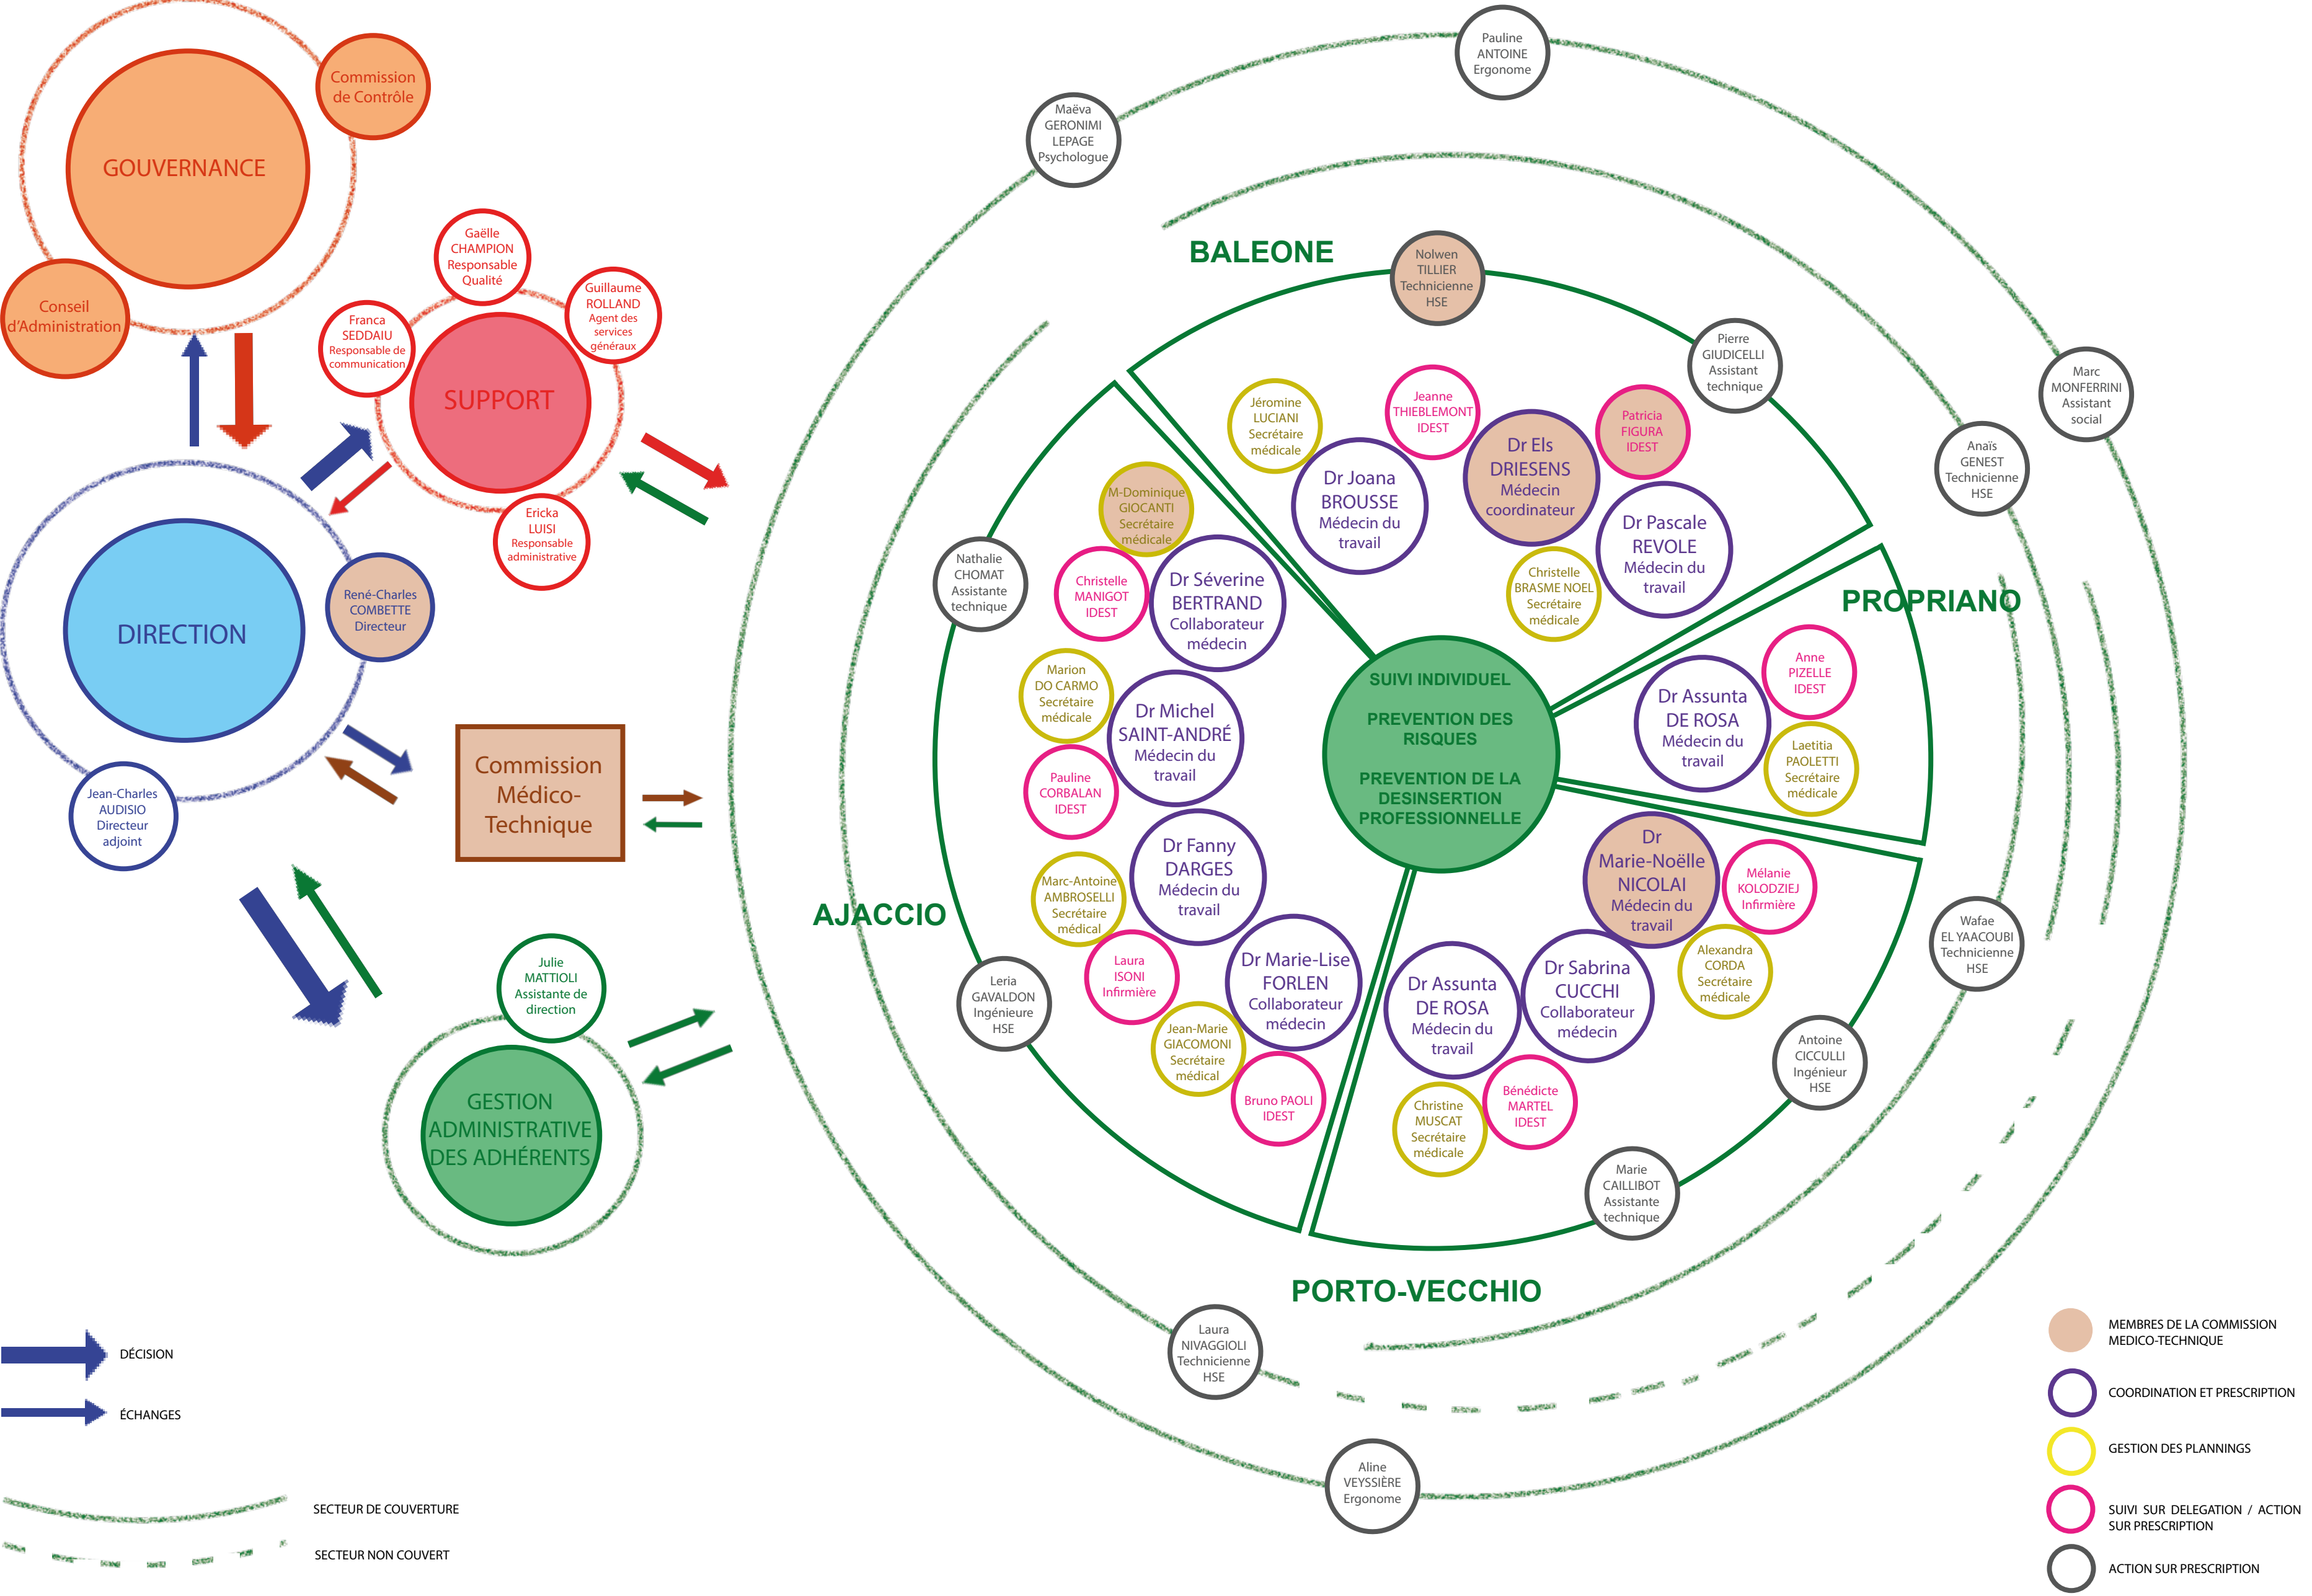 GOUVERNANCE
Commission
de Contrôle
Conseil
d'Administration
Gaëlle
CHAMPION
Responsable
Qualité
Guillaume
ROLLAND
Agent des
services
généraux
Franca
SEDDAIU
Responsable de
communication
SUPPORT
Ericka
LUISI
Responsable
administrative
DIRECTION
René-Charles
COMBETTE
Directeur
Jean-Charles
AUDISIO
Directeur
adjoint
Commission
Médico-
Technique
Julie
MATTIOLI
Assistante de
direction
GESTION
ADMINISTRATIVE
DES ADHÉRENTS
DÉCISION
ÉCHANGES
SECTEUR DE COUVERTURE
SECTEUR NON COUVERT
Pauline
ANTOINE
Ergonome
Maëva
GERONIMI
LEPAGE
Psychologue
Marc
MONFERRINI
Assistant
social
Anaïs
GENEST
Technicienne
HSE
Wafae
EL YAACOUBI
Technicienne
HSE
Laura
NIVAGGIOLI
Technicienne
HSE
Aline
VEYSSIÈRE
Ergonome
BALEONE
Nolwen
TILLIER
Technicienne
HSE
Pierre
GIUDICELLI
Assistant
technique
Jéromine
LUCIANI
Secrétaire
médicale
Jeanne
THIEBLEMONT
IDEST
Patricia
FIGURA
IDEST
Dr Joana
BROUSSE
Médecin du
travail
Dr Els
DRIESENS
Médecin
coordinateur
Dr Pascale
REVOLE
Médecin du
travail
Christelle
BRASME NOEL
Secrétaire
médicale
PROPRIANO
Anne
PIZELLE
IDEST
Dr Assunta
DE ROSA
Médecin du
travail
Laetitia
PAOLETTI
Secrétaire
médicale
SUIVI INDIVIDUEL
PREVENTION DES
RISQUES
PREVENTION DE LA
DESINSERTION
PROFESSIONNELLE
AJACCIO
M-Dominique
GIOCANTI
Secrétaire
médicale
Nathalie
CHOMAT
Assistante
technique
Christelle
MANIGOT
IDEST
Dr Séverine
BERTRAND
Collaborateur
médecin
Marion
DO CARMO
Secrétaire
médicale
Dr Michel
SAINT-ANDRÉ
Médecin du
travail
Pauline
CORBALAN
IDEST
Dr Fanny
DARGES
Médecin du
travail
Marc-Antoine
AMBROSELLI
Secrétaire
médical
Laura
ISONI
Infirmière
Dr Marie-Lise
FORLEN
Collaborateur
médecin
Leria
GAVALDON
Ingénieure
HSE
Jean-Marie
GIACOMONI
Secrétaire
médical
Bruno PAOLI
IDEST
PORTO-VECCHIO
Dr
Marie-Noëlle
NICOLAI
Médecin du
travail
Mélanie
KOLODZIEJ
Infirmière
Alexandra
CORDA
Secrétaire
médicale
Dr Sabrina
CUCCHI
Collaborateur
médecin
Dr Assunta
DE ROSA
Médecin du
travail
Antoine
CICCULLI
Ingénieur
HSE
Christine
MUSCAT
Secrétaire
médicale
Bénédicte
MARTEL
IDEST
Marie
CAILLIBOT
Assistante
technique
MEMBRES DE LA COMMISSION
MEDICO-TECHNIQUE
COORDINATION ET PRESCRIPTION
GESTION DES PLANNINGS
SUIVI SUR DELEGATION / ACTION
SUR PRESCRIPTION
ACTION SUR PRESCRIPTION